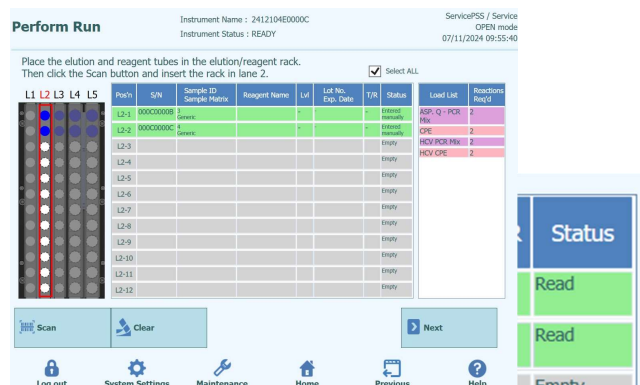 Perform Run
Instrument Name : 2412104E0000C
Instrument Status : READY
ServicePSS / Service
OPEN mode
07/11/2024 09:55:40
Place the elution and reagent tubes in the elution/reagent rack.
Then click the Scan button and insert the rack in lane 2.
Select ALL
L1 L2 L3 L4 L5
Pos'n S/N Sample ID Sample Matrix Reagent Name Lvl Lot No. Exp. Date T/R Status
L2-1 000C0000B 3 Generic - - - Entered manually
L2-2 000C0000C 4 Generic - - - Entered manually
L2-3 Empty
L2-4 Empty
L2-5 Empty
L2-6 Empty
L2-7 Empty
L2-8 Empty
L2-9 Empty
L2-10 Empty
L2-11 Empty
L2-12 Empty
Load List Reactions Req'd
ASP. Q - PCR Mix 2
CPE 2
HCV PCR Mix 2
HCV CPE 2
Status
Read
Read
Empty
Scan
Clear
Next
Log out
System Settings
Maintenance
Home
Previous
Help